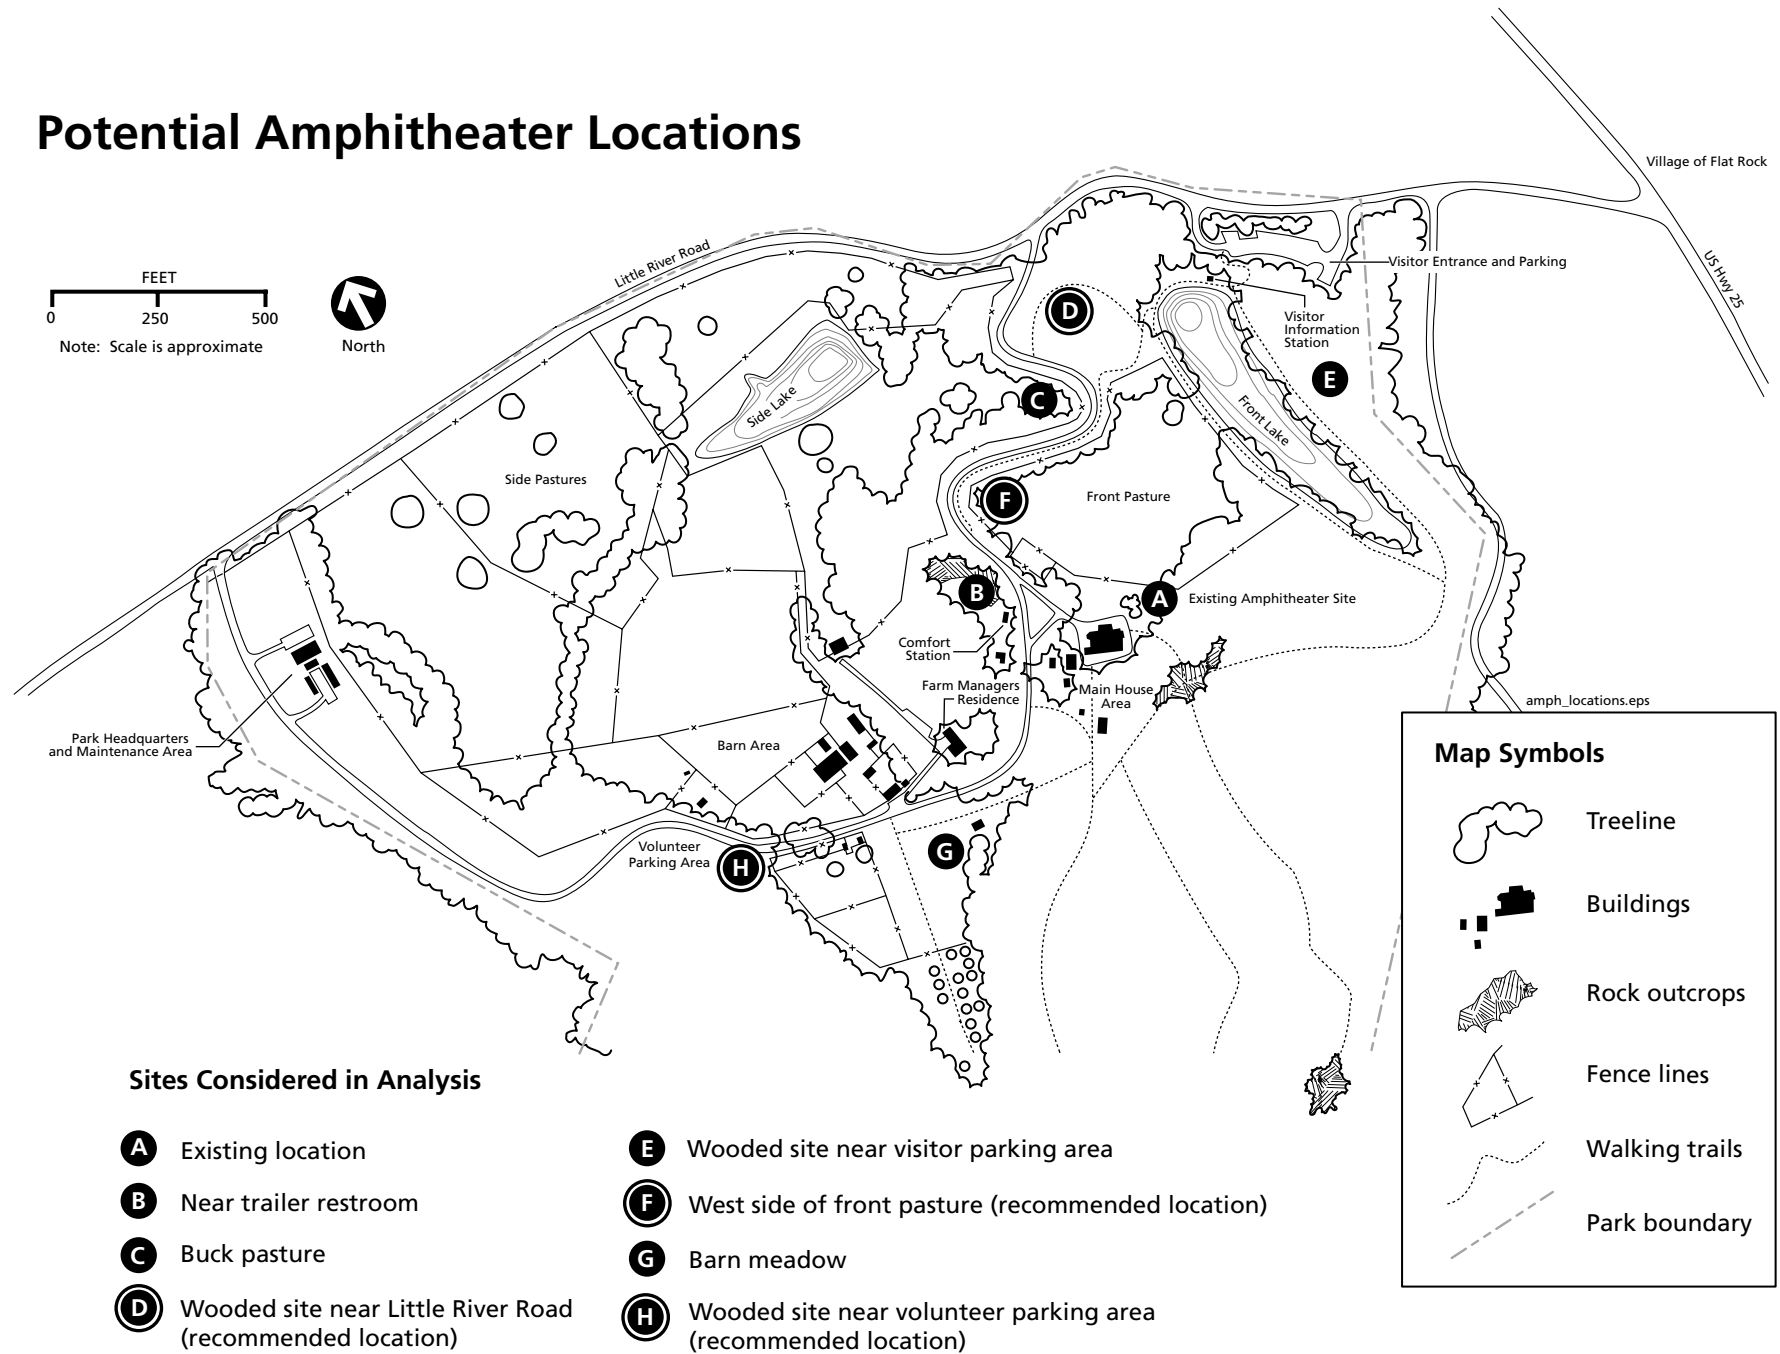 Potential Amphitheater Locations
Village of Flat Rock
US Hwy 25
Little River Road
Visitor Entrance and Parking
FEET
0 250 500
Note: Scale is approximate
North
D
Visitor
Information
Station
E
C
Side Lake
Front Lake
Side Pastures
F
Front Pasture
B
A
Existing Amphitheater Site
Comfort
Station
Farm Managers
Residence
Main House
Area
Park Headquarters
and Maintenance Area
Barn Area
Volunteer
Parking Area
H
G
amph_locations.eps
Map Symbols
Treeline
Buildings
Rock outcrops
Fence lines
Walking trails
Park boundary
Sites Considered in Analysis
A Existing location
B Near trailer restroom
C Buck pasture
D Wooded site near Little River Road
(recommended location)
E Wooded site near visitor parking area
F West side of front pasture (recommended location)
G Barn meadow
H Wooded site near volunteer parking area
(recommended location)